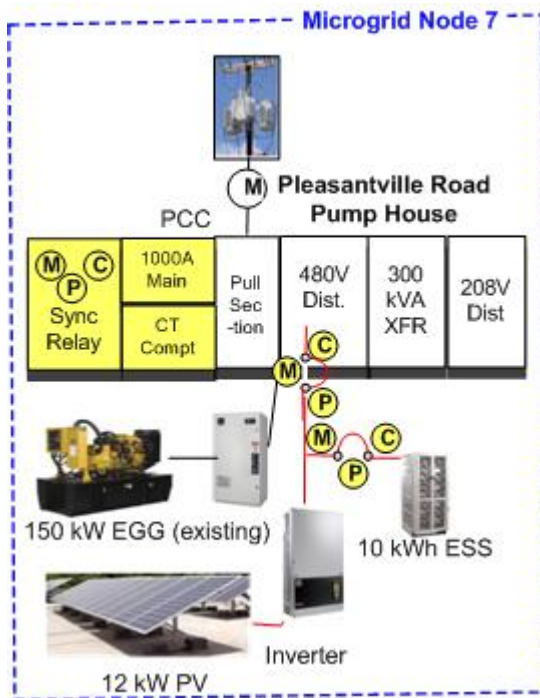 Microgrid Node 7
M
Pleasantville Road
Pump House
PCC
M
C
P
Sync
Relay
1000A
Main
CT
Compt
Pull
Sec
-tion
480V
Dist.
300
kVA
XFR
208V
Dist
C
M
P
M
C
P
150 kW EGG (existing)
10 kWh ESS
Inverter
12 kW PV